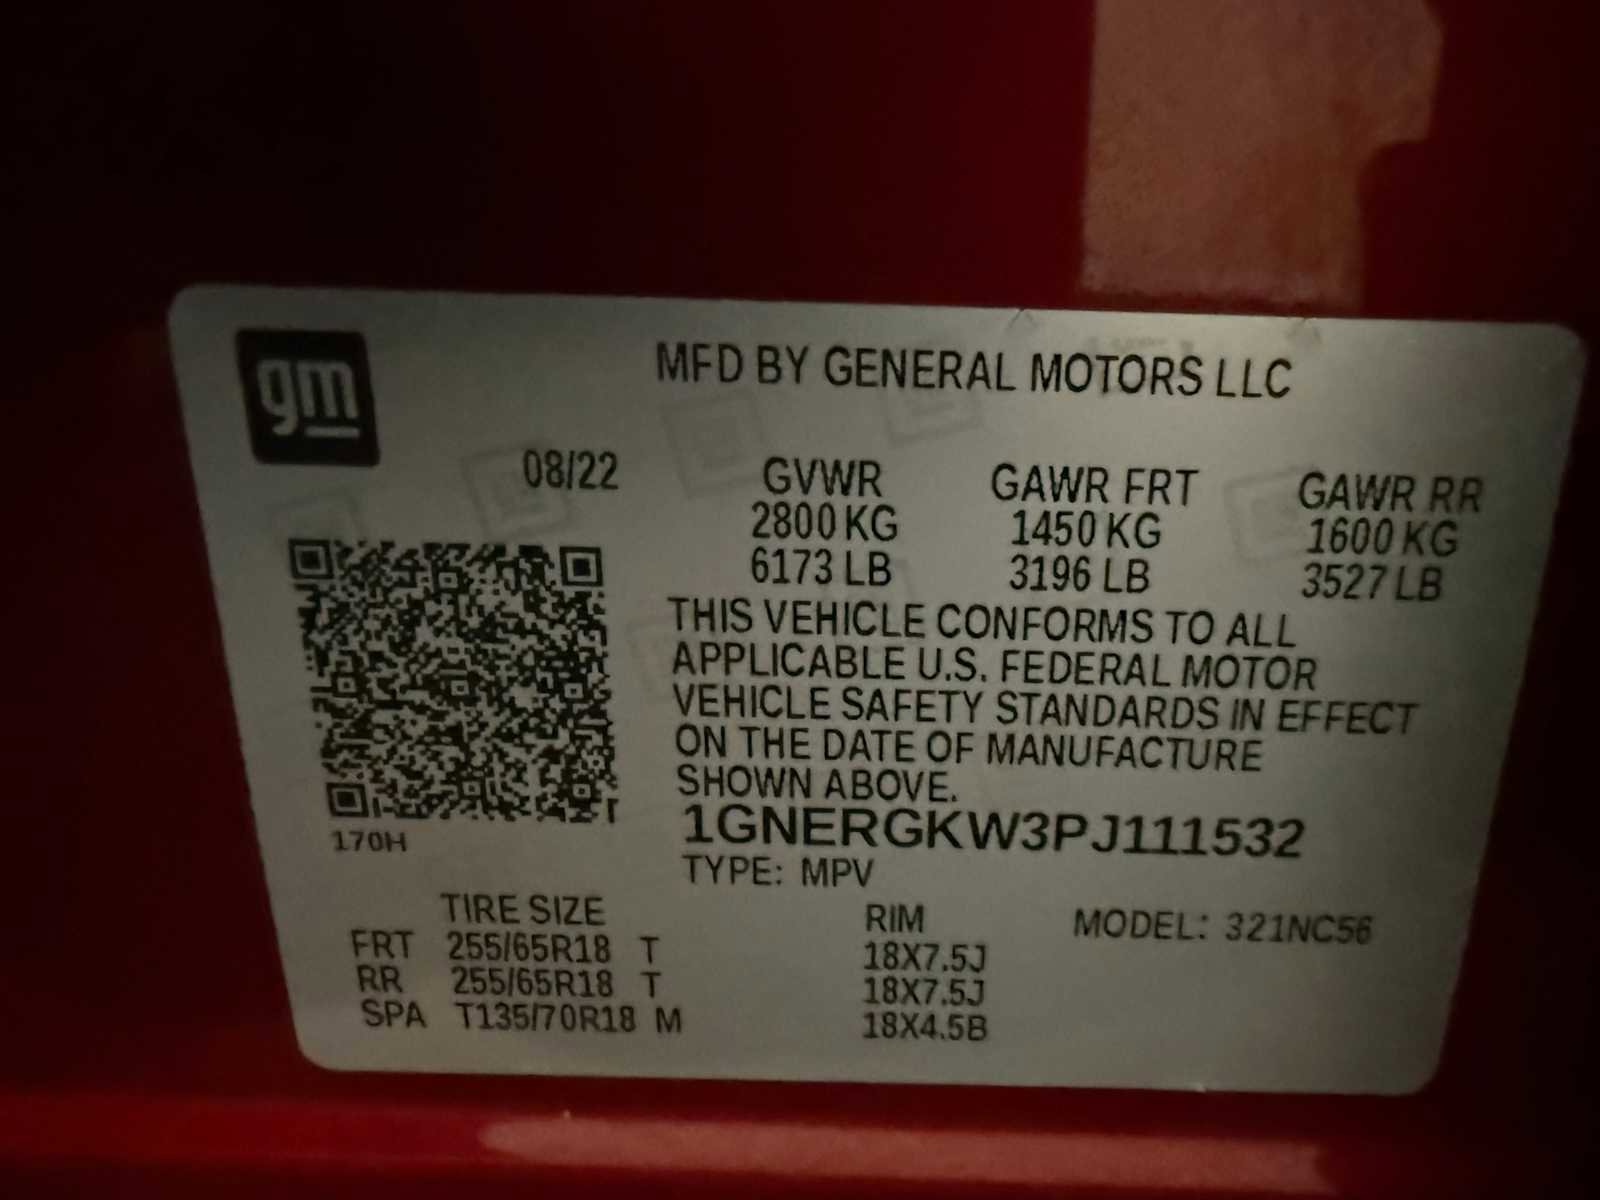 gm
MFD BY GENERAL MOTORS LLC
08/22
GVWR GAWR FRT GAWR RR
2800 KG 1450 KG 1600 KG
6173 LB 3196 LB 3527 LB
THIS VEHICLE CONFORMS TO ALL
APPLICABLE U.S. FEDERAL MOTOR
VEHICLE SAFETY STANDARDS IN EFFECT
ON THE DATE OF MANUFACTURE
SHOWN ABOVE.
1GNERGKW3PJ111532
170H
TYPE: MPV
TIRE SIZE RIM MODEL: 321NC56
FRT 255/65R18 T 18X7.5J
RR 255/65R18 T 18X7.5J
SPA T135/70R18 M 18X4.5B